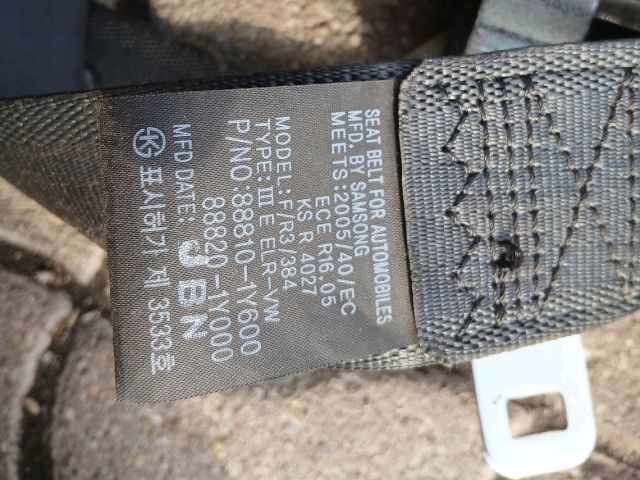 SEAT BELT FOR AUTOMOBILES
MFD. BY SAMSONG
MEETS:2005/40/EC
ECE R16.05
KS R 4027
MODEL:F/R3 384
TYPE:III E ELR-VW
P/NO:88810-1Y600
88820-1Y000
MFD DATE: JBN
KS 표시허가 제 3533호